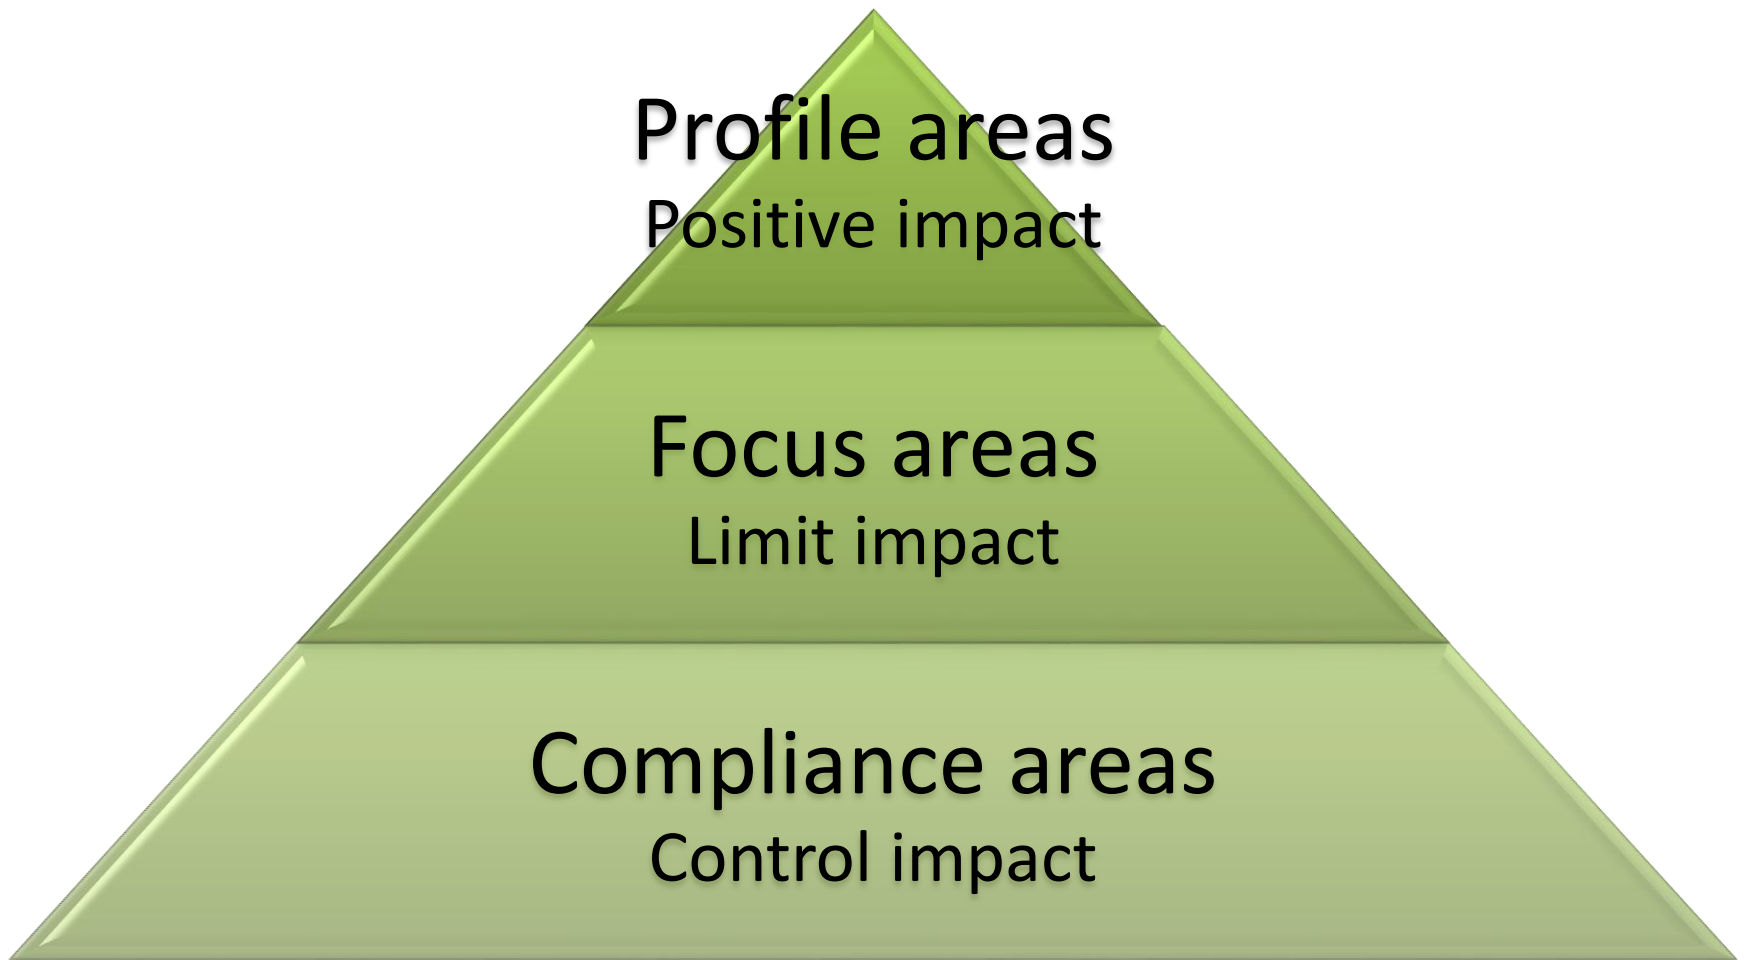 Profile areas
Positive impact
Focus areas
Limit impact
Compliance areas
Control impact